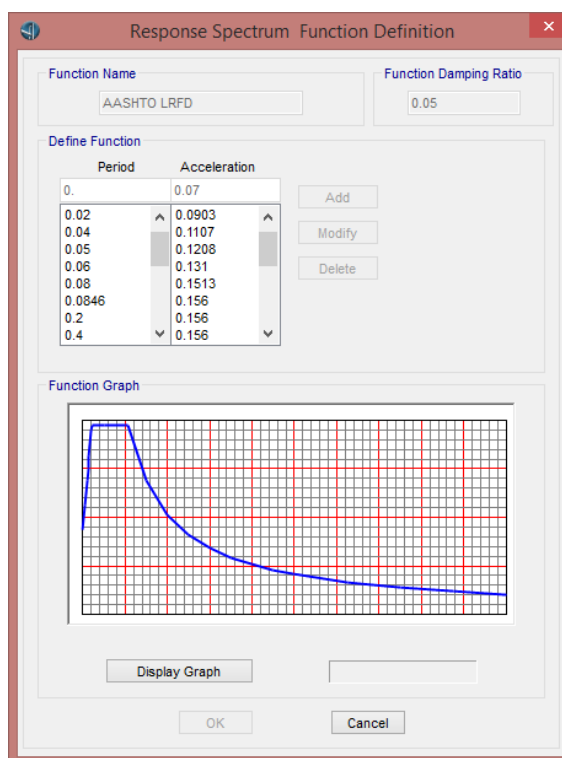 Response Spectrum Function Definition
Function Name
Function Damping Ratio
AASHTO LRFD
0.05
Define Function
Period Acceleration
0. 0.07
Add
0.02 0.0903
0.04 0.1107
Modify
0.05 0.1208
0.06 0.131
Delete
0.08 0.1513
0.0846 0.156
0.2 0.156
0.4 0.156
Function Graph
Display Graph
OK Cancel